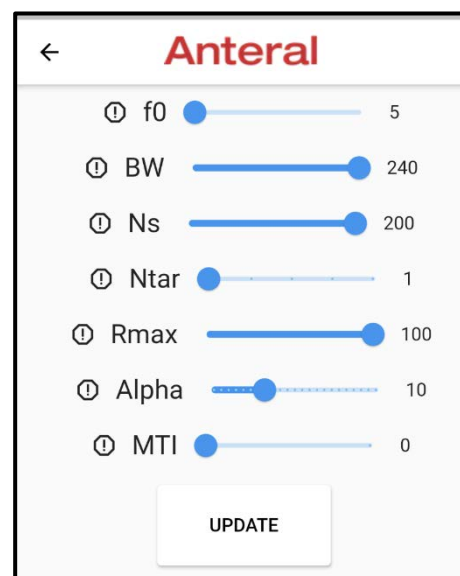 Anteral
f0 5
BW 240
Ns 200
Ntar 1
Rmax 100
Alpha 10
MTI 0
UPDATE